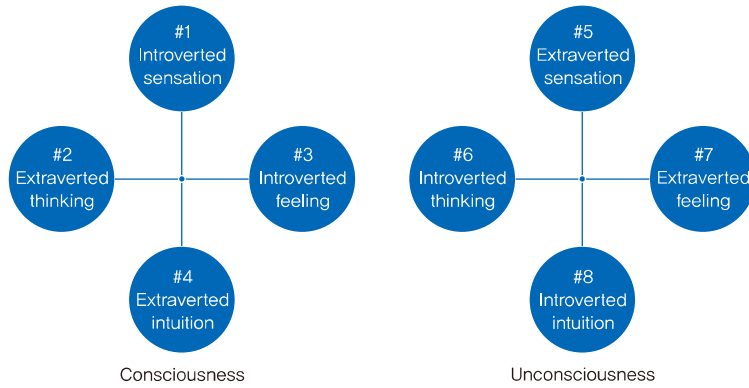 #1
Introverted
sensation
#2
Extraverted
thinking
#3
Introverted
feeling
#4
Extraverted
intuition
Consciousness
#5
Extraverted
sensation
#6
Introverted
thinking
#7
Extraverted
feeling
#8
Introverted
intuition
Unconsciousness